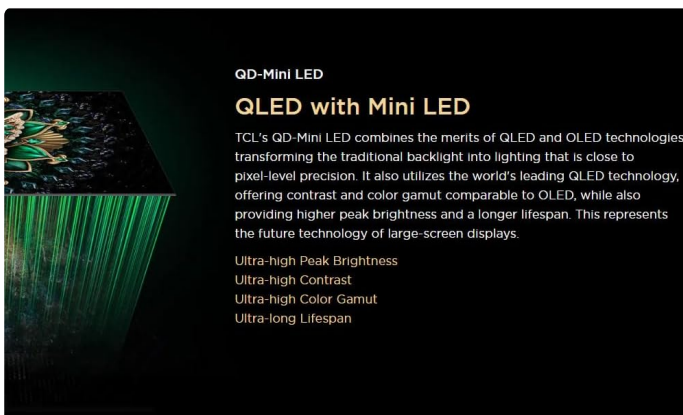 QD-Mini LED
QLED with Mini LED
TCL's QD-Mini LED combines the merits of QLED and OLED technologies
transforming the traditional backlight into lighting that is close to
pixel-level precision. It also utilizes the world's leading QLED technology,
offering contrast and color gamut comparable to OLED, while also
providing higher peak brightness and a longer lifespan. This represents
the future technology of large-screen displays.
Ultra-high Peak Brightness
Ultra-high Contrast
Ultra-high Color Gamut
Ultra-long Lifespan